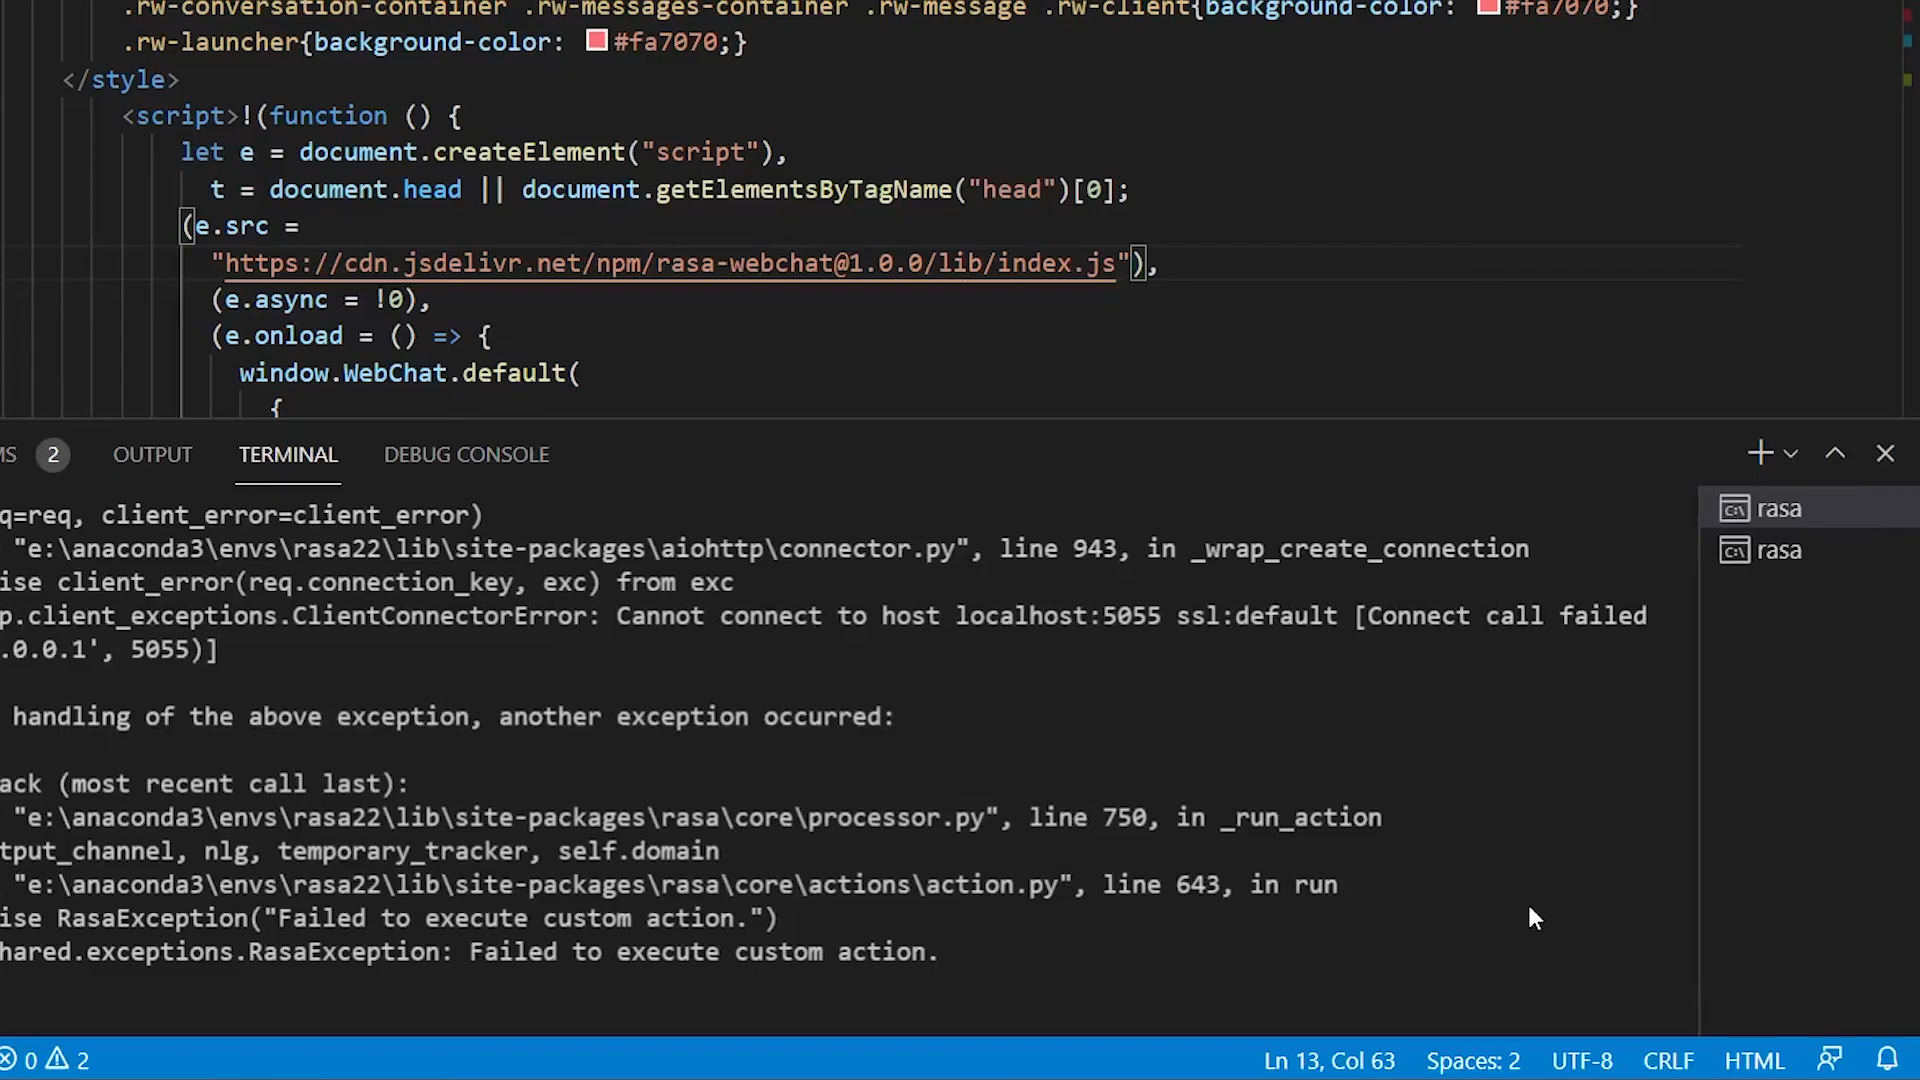 .rw-conversation-container .rw-messages-container .rw-message .rw-client{background-color: #fa7070;}
.rw-launcher{background-color: #fa7070;}
</style>
<script>!(function () {
let e = document.createElement("script"),
t = document.head || document.getElementsByTagName("head")[0];
(e.src =
"https://cdn.jsdelivr.net/npm/rasa-webchat@1.0.0/lib/index.js"),
(e.async = !0),
(e.onload = () => {
window.WebChat.default(
{
MS 2 OUTPUT TERMINAL DEBUG CONSOLE
q=req, client_error=client_error)
"e:\anaconda3\envs\rasa22\lib\site-packages\aiohttp\connector.py", line 943, in _wrap_create_connection
ise client_error(req.connection_key, exc) from exc
p.client_exceptions.ClientConnectorError: Cannot connect to host localhost:5055 ssl:default [Connect call failed
.0.0.1', 5055)]
handling of the above exception, another exception occurred:
ack (most recent call last):
"e:\anaconda3\envs\rasa22\lib\site-packages\rasa\core\processor.py", line 750, in _run_action
tput_channel, nlg, temporary_tracker, self.domain
"e:\anaconda3\envs\rasa22\lib\site-packages\rasa\core\actions\action.py", line 643, in run
ise RasaException("Failed to execute custom action.")
hared.exceptions.RasaException: Failed to execute custom action.
rasa
rasa
0 2 Ln 13, Col 63 Spaces: 2 UTF-8 CRLF HTML